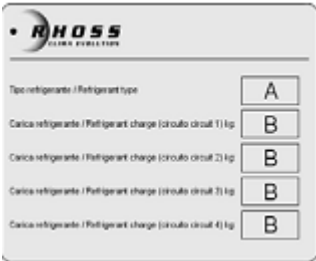 RHOSS
CLIMA EVOLUTION
Tipo refrigerante / Refrigerant type A
Carica refrigerante / Refrigerant charge (circuito circuit 1) kg B
Carica refrigerante / Refrigerant charge (circuito circuit 2) kg B
Carica refrigerante / Refrigerant charge (circuito circuit 3) kg B
Carica refrigerante / Refrigerant charge (circuito circuit 4) kg B